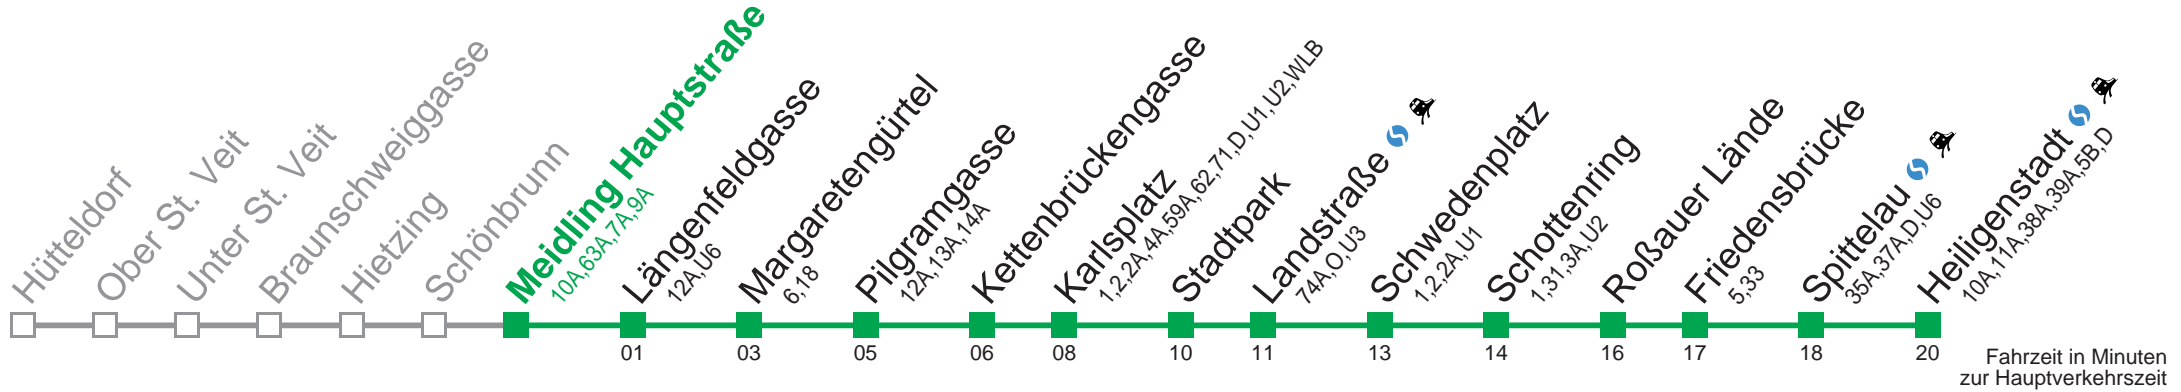 Hütteldorf
Ober St. Veit
Unter St. Veit
Braunschweiggasse
Hietzing
Schönbrunn
Meidling Hauptstraße
10A,63A,7A,9A
Längenfeldgasse
12A,U6
Margaretengürtel
6,18
Pilgramgasse
12A,13A,14A
Kettenbrückengasse
Karlsplatz
1,2,2A,4A,59A,62,71,D,U1,U2,WLB
Stadtpark
Landstraße
74A,O,U3
Schwedenplatz
1,2,2A,U1
Schottenring
1,31,3A,U2
Roßauer Lände
Friedensbrücke
5,33
Spittelau
35A,37A,D,U6
Heiligenstadt
10A,11A,38A,39A,5B,D
01
03
05
06
08
10
11
13
14
16
17
18
20
Fahrzeit in Minuten
zur Hauptverkehrszeit